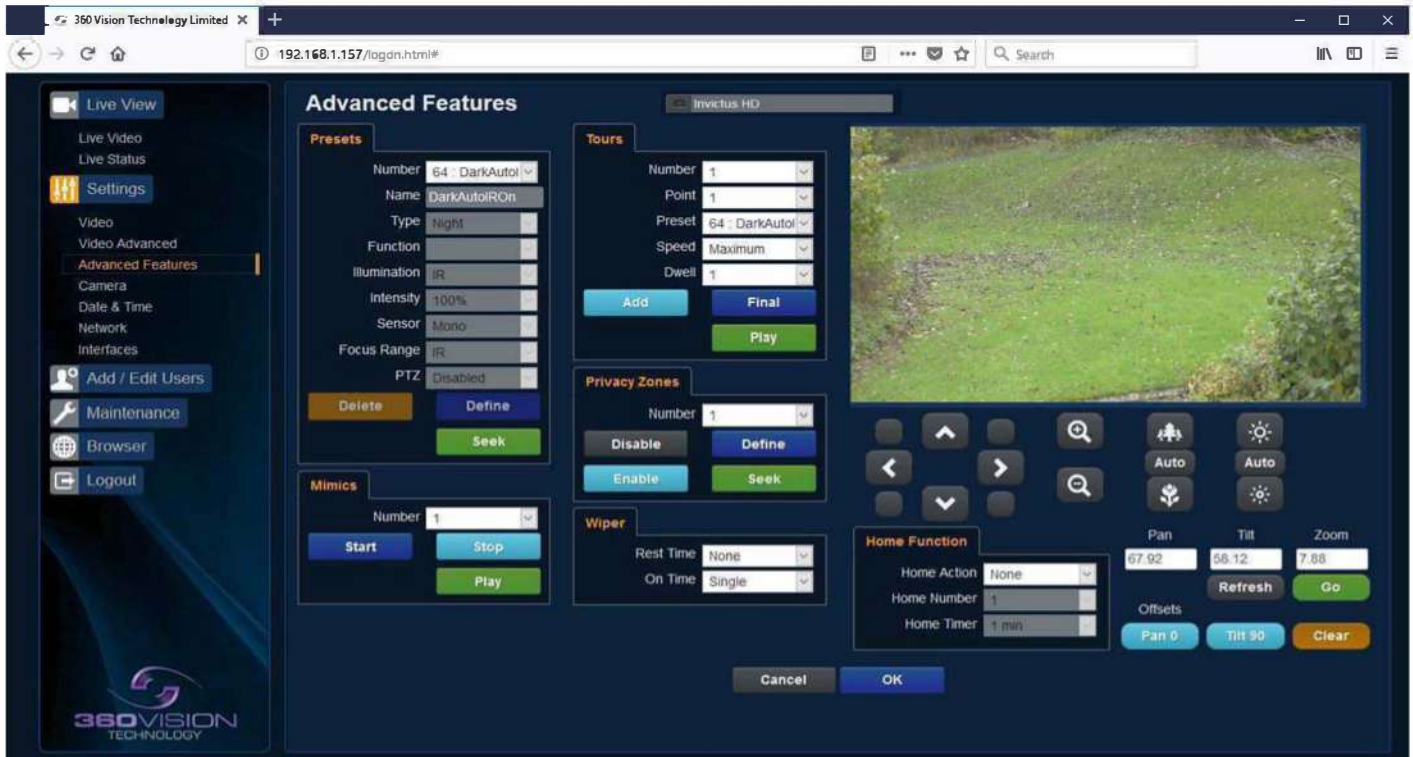 360 Vision Technology Limited
192.168.1.157/logon.html#
Search
Live View
Live Video
Live Status
Settings
Video
Video Advanced
Advanced Features
Camera
Date & Time
Network
Interfaces
Add / Edit Users
Maintenance
Browser
Logout
360VISION
TECHNOLOGY
Advanced Features
Invictus HD
Presets
Number 64 : DarkAutoI
Name DarkAutoIROn
Type Night
Function
Illumination IR
Intensity 100%
Sensor Mono
Focus Range IR
PTZ Disabled
Delete Define
Seek
Mimics
Number 1
Start Stop
Play
Tours
Number 1
Point 1
Preset 64 : DarkAutoI
Speed Maximum
Dwell 1
Add Final
Play
Privacy Zones
Number 1
Disable Define
Enable Seek
Wiper
Rest Time None
On Time Single
Auto Auto
Home Function
Home Action None
Home Number 1
Home Timer 1 min
Pan Tilt Zoom
67.92 58.12 7.88
Refresh Go
Offsets
Pan 0 Tilt 90 Clear
Cancel OK